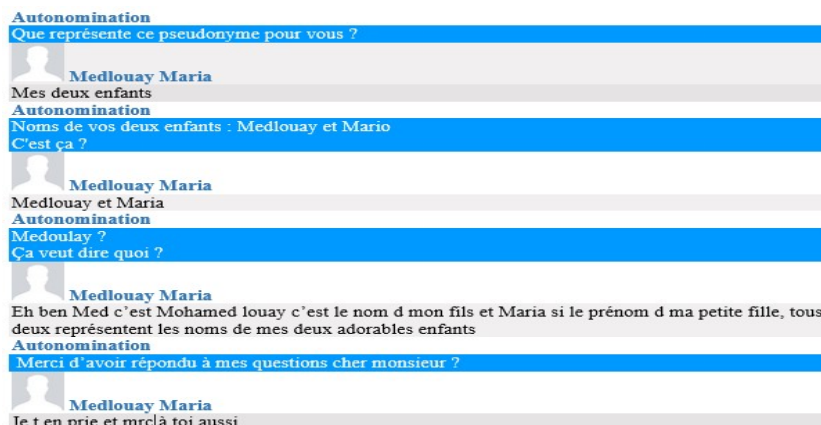 Autonomination
Que représente ce pseudonyme pour vous ?
Medlouay Maria
Mes deux enfants
Autonomination
Noms de vos deux enfants : Medlouay et Mario
C'est ça ?
Medlouay Maria
Medlouay et Maria
Autonomination
Medoulay ?
Ça veut dire quoi ?
Medlouay Maria
Eh ben Med c’est Mohamed louay c’est le nom d mon fils et Maria si le prénom d ma petite fille, tous
deux représentent les noms de mes deux adorables enfants
Autonomination
Merci d’avoir répondu à mes questions cher monsieur ?
Medlouay Maria
Je t en prie et mrc à toi aussi